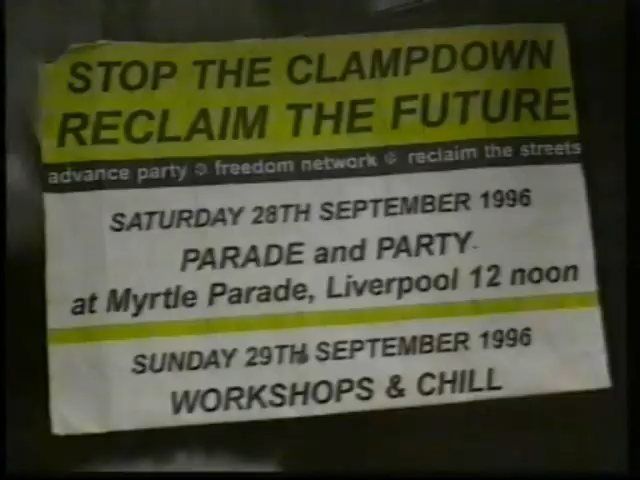 STOP THE CLAMPDOWN
RECLAIM THE FUTURE
advance party ☺ freedom network ☺ reclaim the streets
SATURDAY 28TH SEPTEMBER 1996
PARADE and PARTY
at Myrtle Parade, Liverpool 12 noon
SUNDAY 29TH SEPTEMBER 1996
WORKSHOPS & CHILL